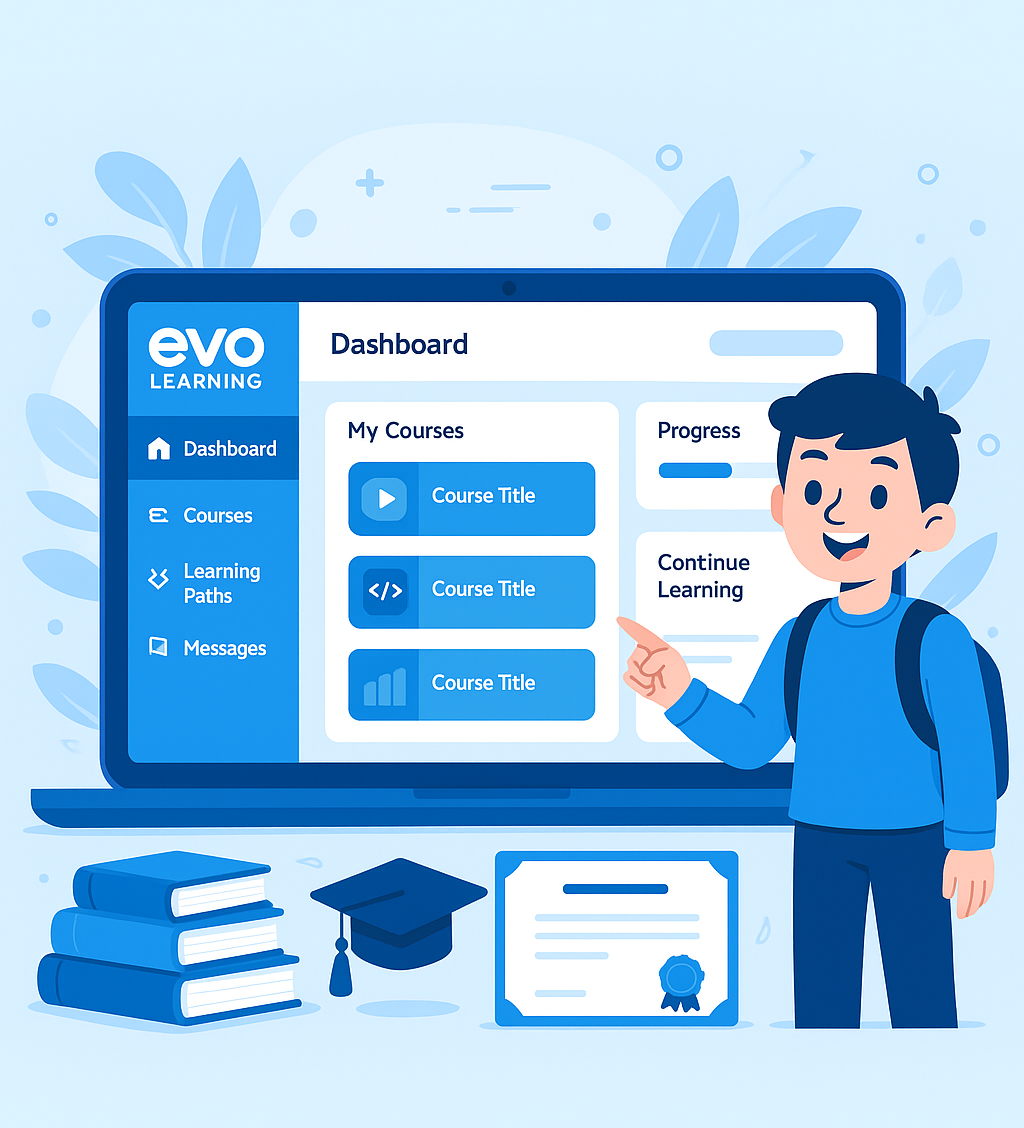 evo
LEARNING
Dashboard
Courses
Learning
Paths
Messages
Dashboard
My Courses
Course Title
</>
Course Title
Course Title
Progress
Continue
Learning